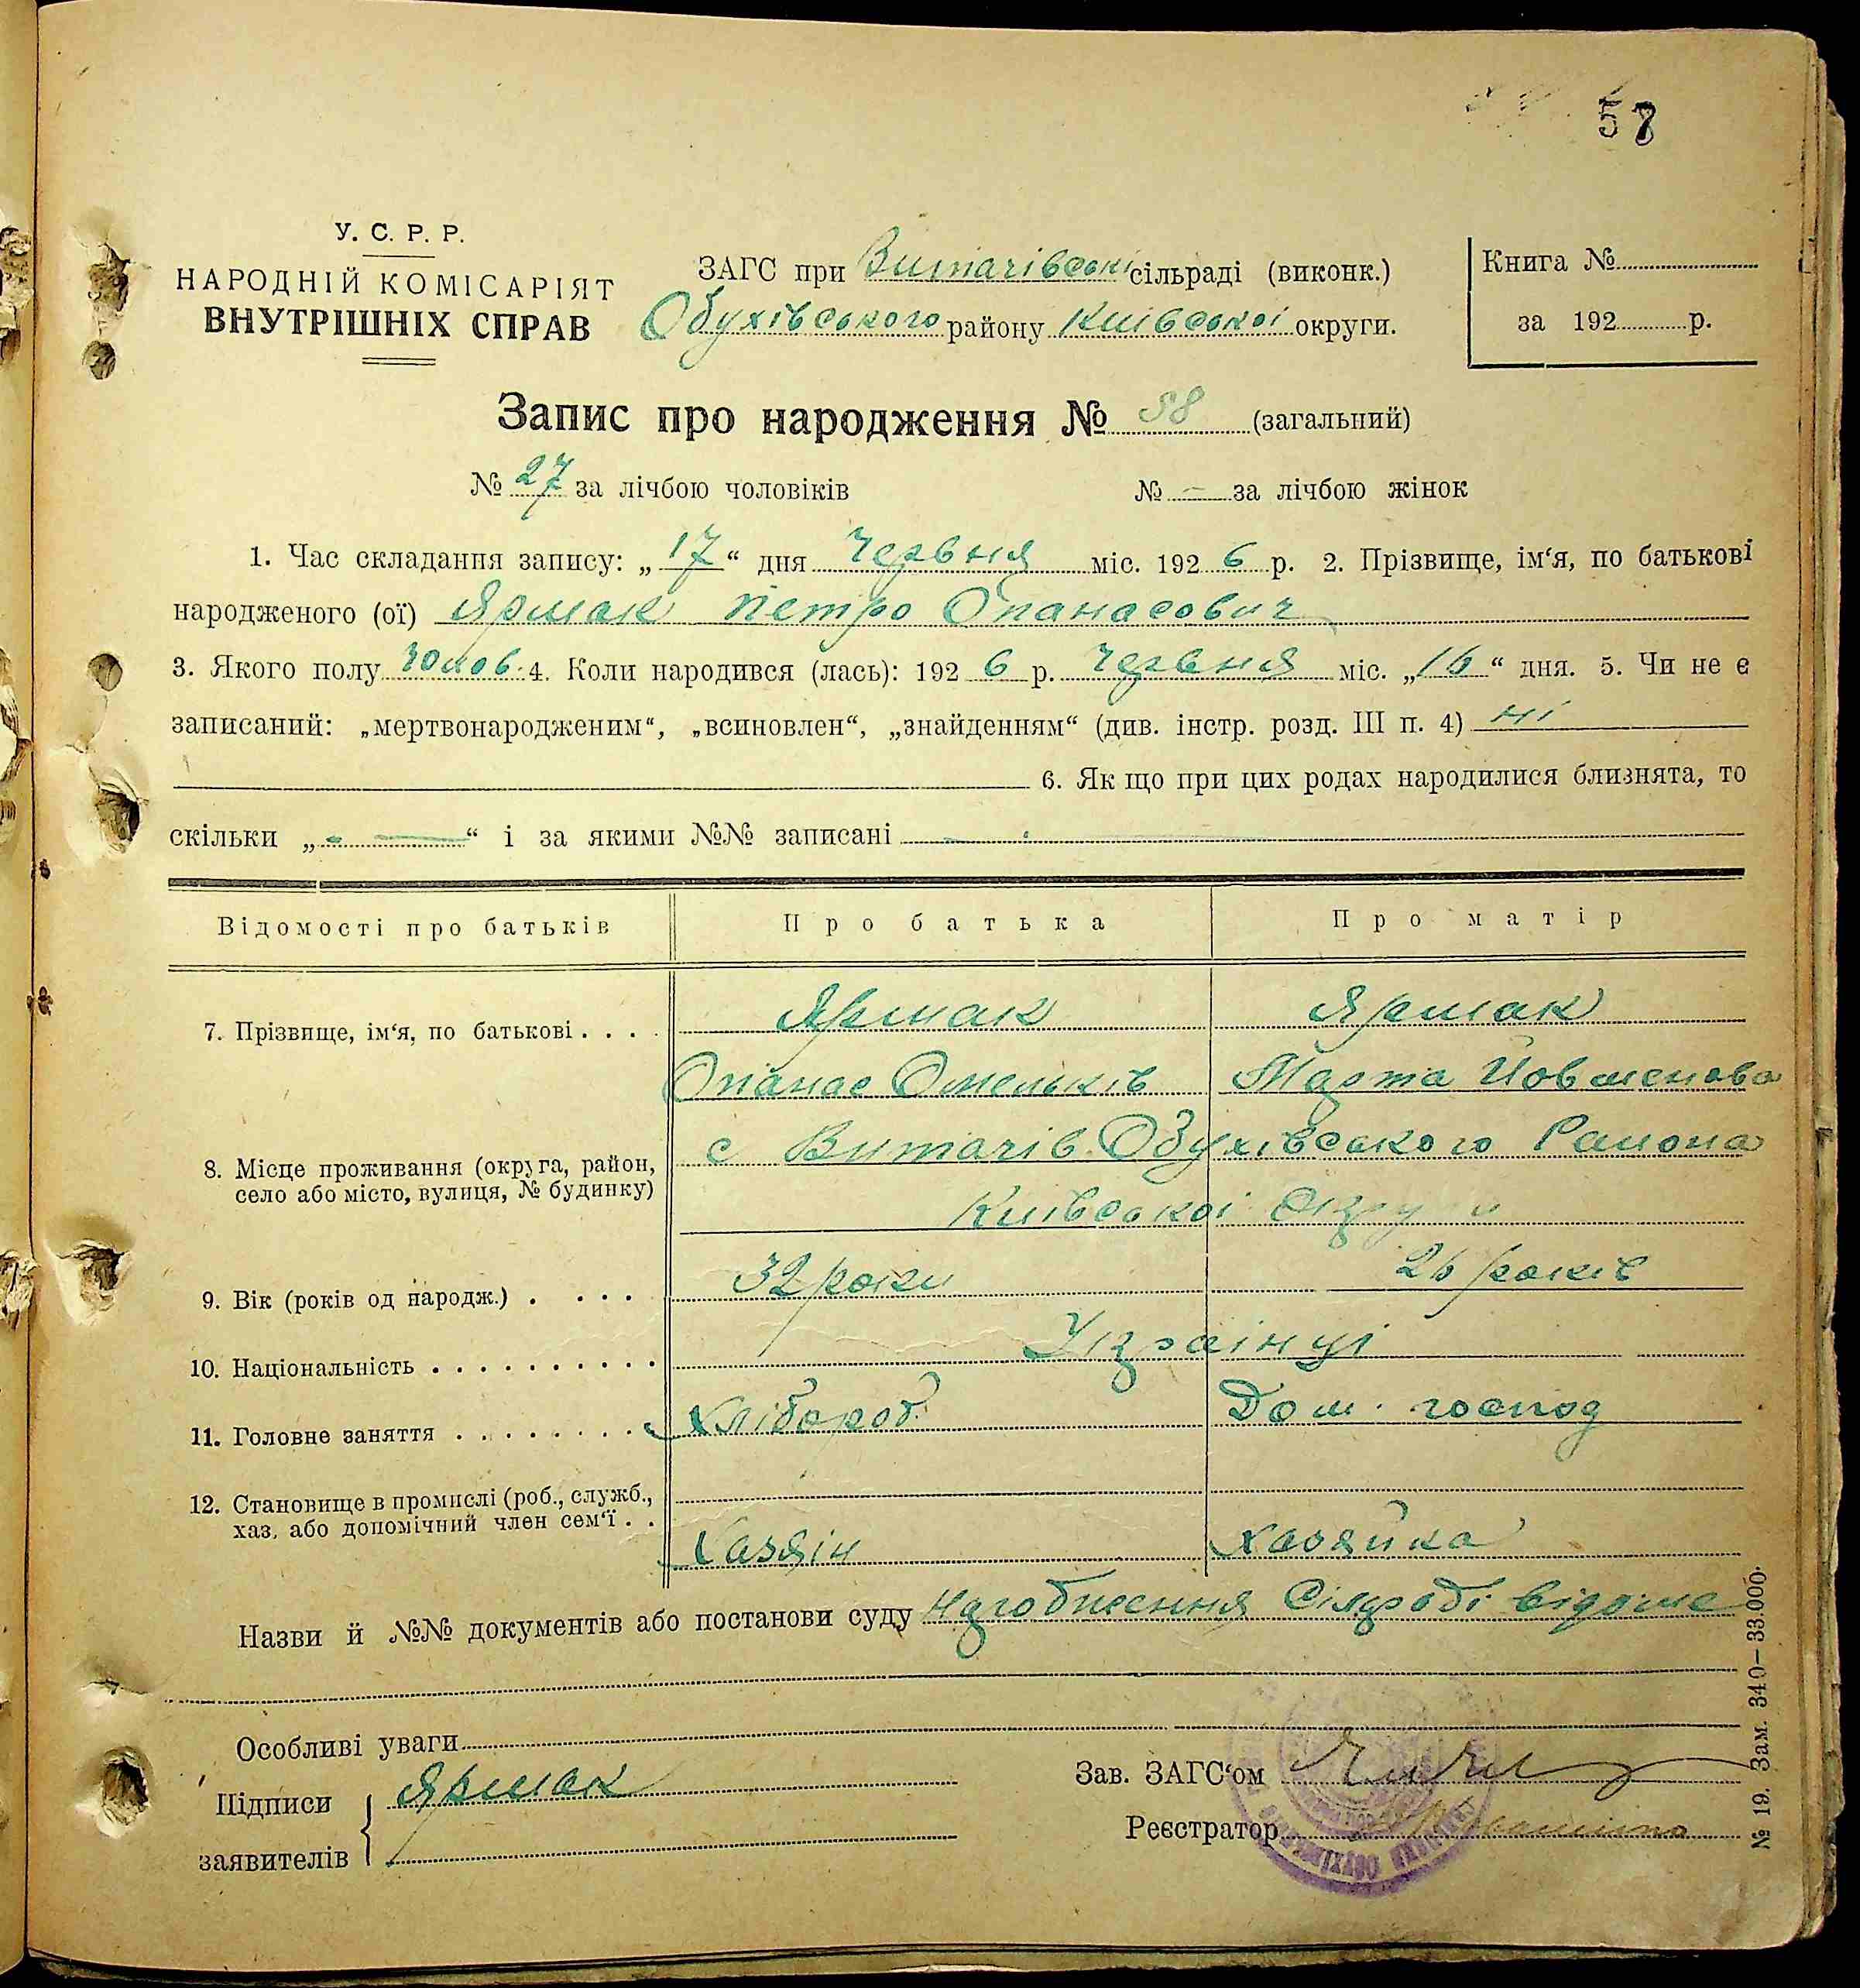 58
У. С. Р. Р.
НАРОДНІЙ КОМІСАРІЯТ
ВНУТРІШНІХ СПРАВ
ЗАГС при Витачівські сільраді (виконк.)
Обухівського району Київської округи.
Книга №
за 192 р.
Запис про народження № 58 (загальний)
№ 27 за лічбою чоловіків № – за лічбою жінок
1. Час складання запису: „17“ дня Червня міс. 1926 р. 2. Прізвище, ім‘я, по батькові
народженого (ої) Ярмак Петро Опанасович
3. Якого полу Чолов. 4. Коли народився (лась): 1926 р. Червня міс. „16“ дня. 5. Чи не є
записаний: „мертвонародженим“, „всиновлен“, „знайденням“ (див. інстр. розд. III п. 4) ні
6. Як що при цих родах народилися близнята, то
скільки „ — “ і за якими №№ записані —
Відомості про батьків Про батька Про матір
7. Прізвище, ім‘я, по батькові . . . . Ярмак Ярмак
Опанас Омельків Марта
8. Місце проживання (округа, район, село або місто, вулиця, № будинку) с Витачів Обухівського Района
Київської Округи
9. Вік (років од народж.) . . . . 32 роки 26 років
10. Національність . . . . . . . . . . Українці
11. Головне заняття . . . . . . . . Хлібороб. Дом. господ
12. Становище в промислі (роб., служб.,
хаз. або допомічний член сем‘ї . . Хазяін Хазяйка
Назви й №№ документів або постанови суду Сілраді відоме
Особливі уваги
Підписи Ярмак
заявителів
Зав. ЗАГС‘ом
Реєстратор
№ 19. Зам. 340—33.000.